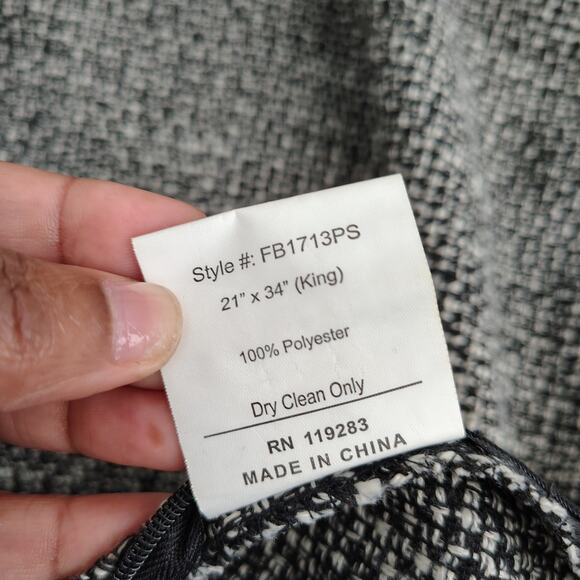 Style #: FB1713PS
21" x 34" (King)
100% Polyester
Dry Clean Only
RN 119283
MADE IN CHINA